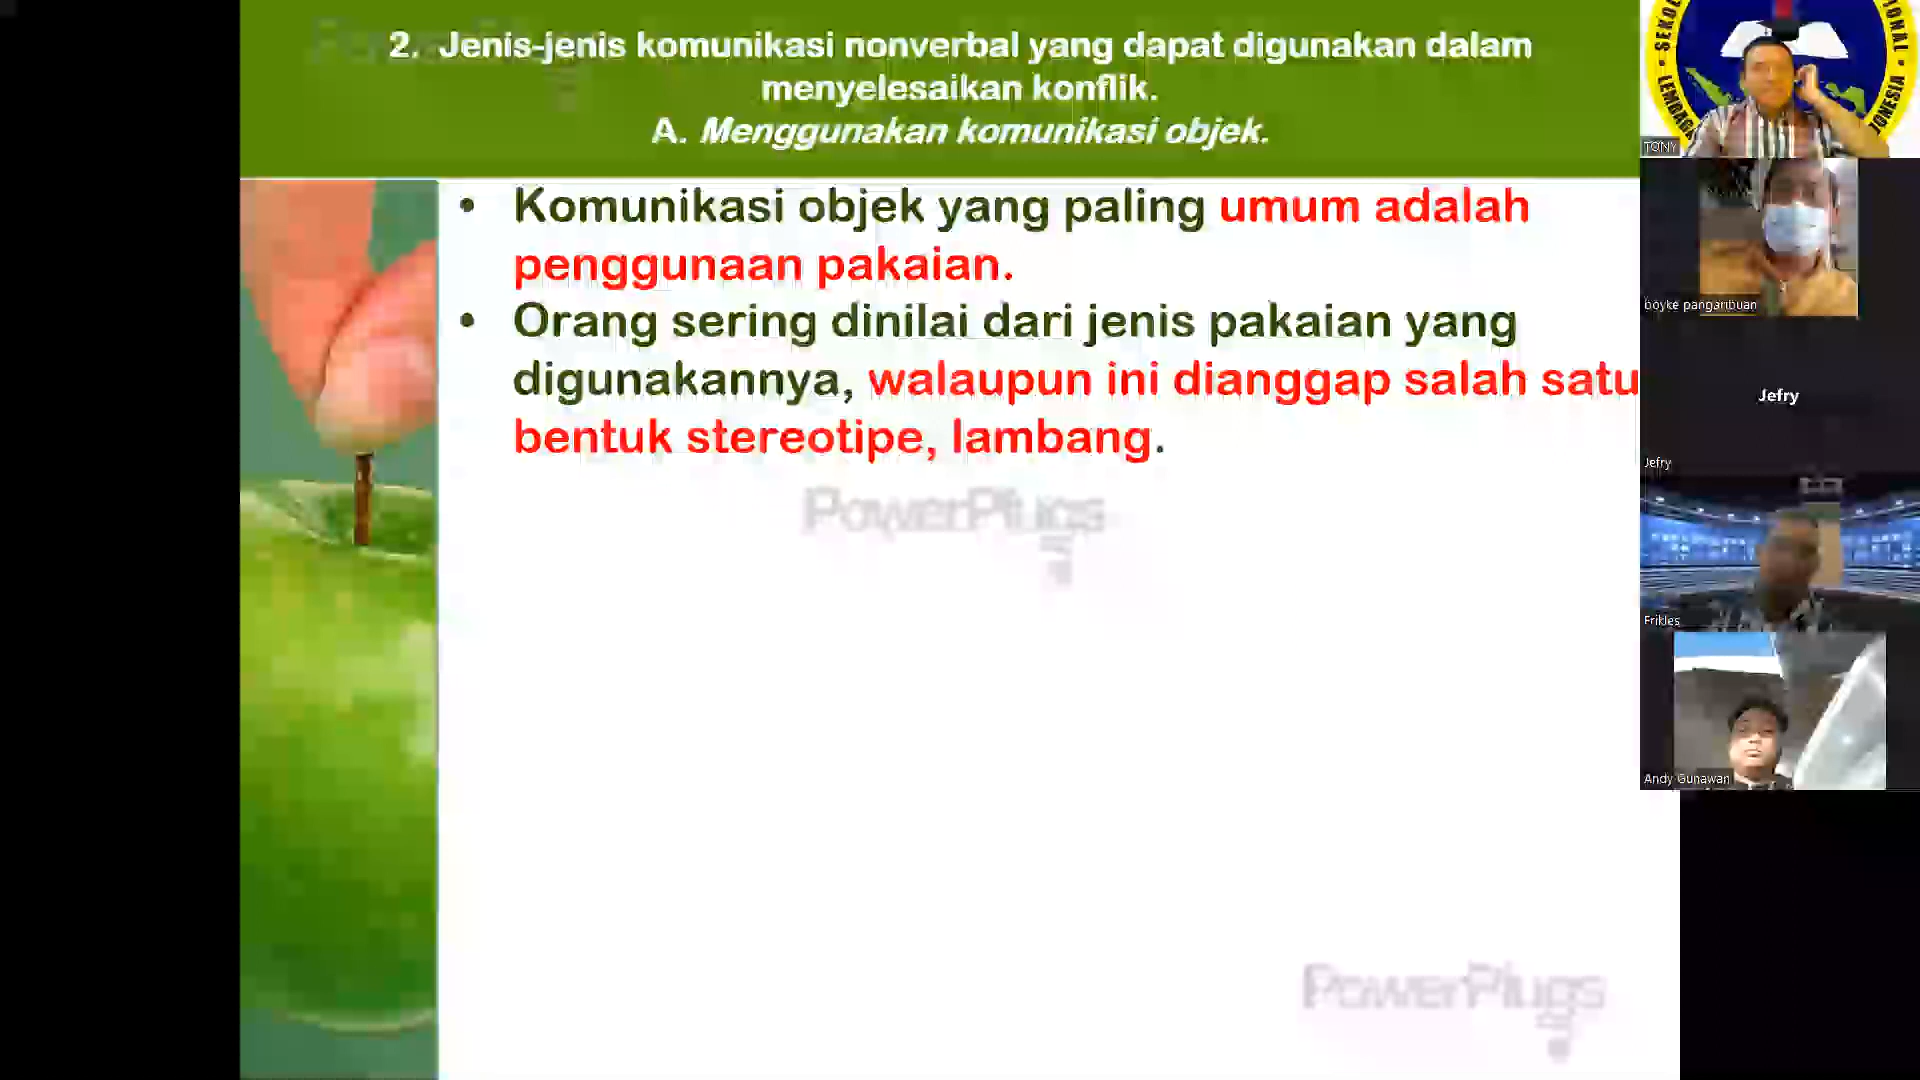 2. Jenis-jenis komunikasi nonverbal yang dapat digunakan dalam
menyelesaikan konflik.
A. Menggunakan komunikasi objek.
• Komunikasi objek yang paling umum adalah
penggunaan pakaian.
• Orang sering dinilai dari jenis pakaian yang
digunakannya, walaupun ini dianggap salah satu
bentuk stereotipe, lambang.
PowerPlugs
PowerPlugs
TONY
boyke pangaribuan
Jefry
Jefry
Frikles
Andy Gunawan